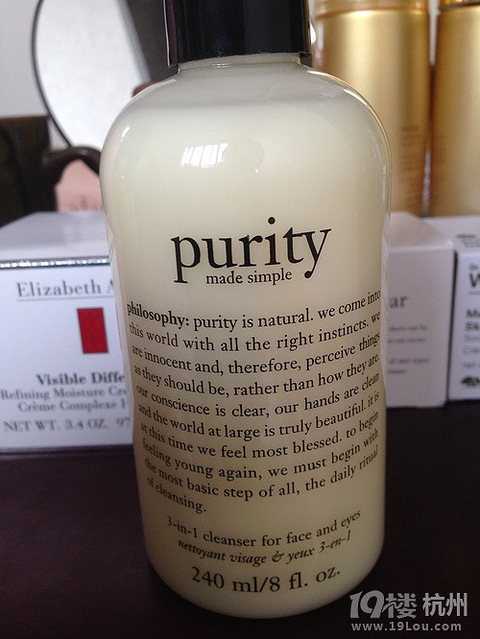 purity
made simple
philosophy: purity is natural. we come into
this world with all the right instincts. we
are innocent and, therefore, perceive things
as they should be, rather than how they are.
our conscience is clear, our hands are clean
and the world at large is truly beautiful. it is
at this time we feel most blessed. to begin
feeling young again, we must begin with
the most basic step of all, the daily ritual
of cleansing.
3-in-1 cleanser for face and eyes
nettoyant visage & yeux 3-en-1
240 ml/8 fl. oz.
Elizabeth A
Visible Diffe
Refining Moisture Cre
Crème Complexe H
NET WT. 3.4 OZ. 97
ar
W
19楼 杭州
www.19Lou.com